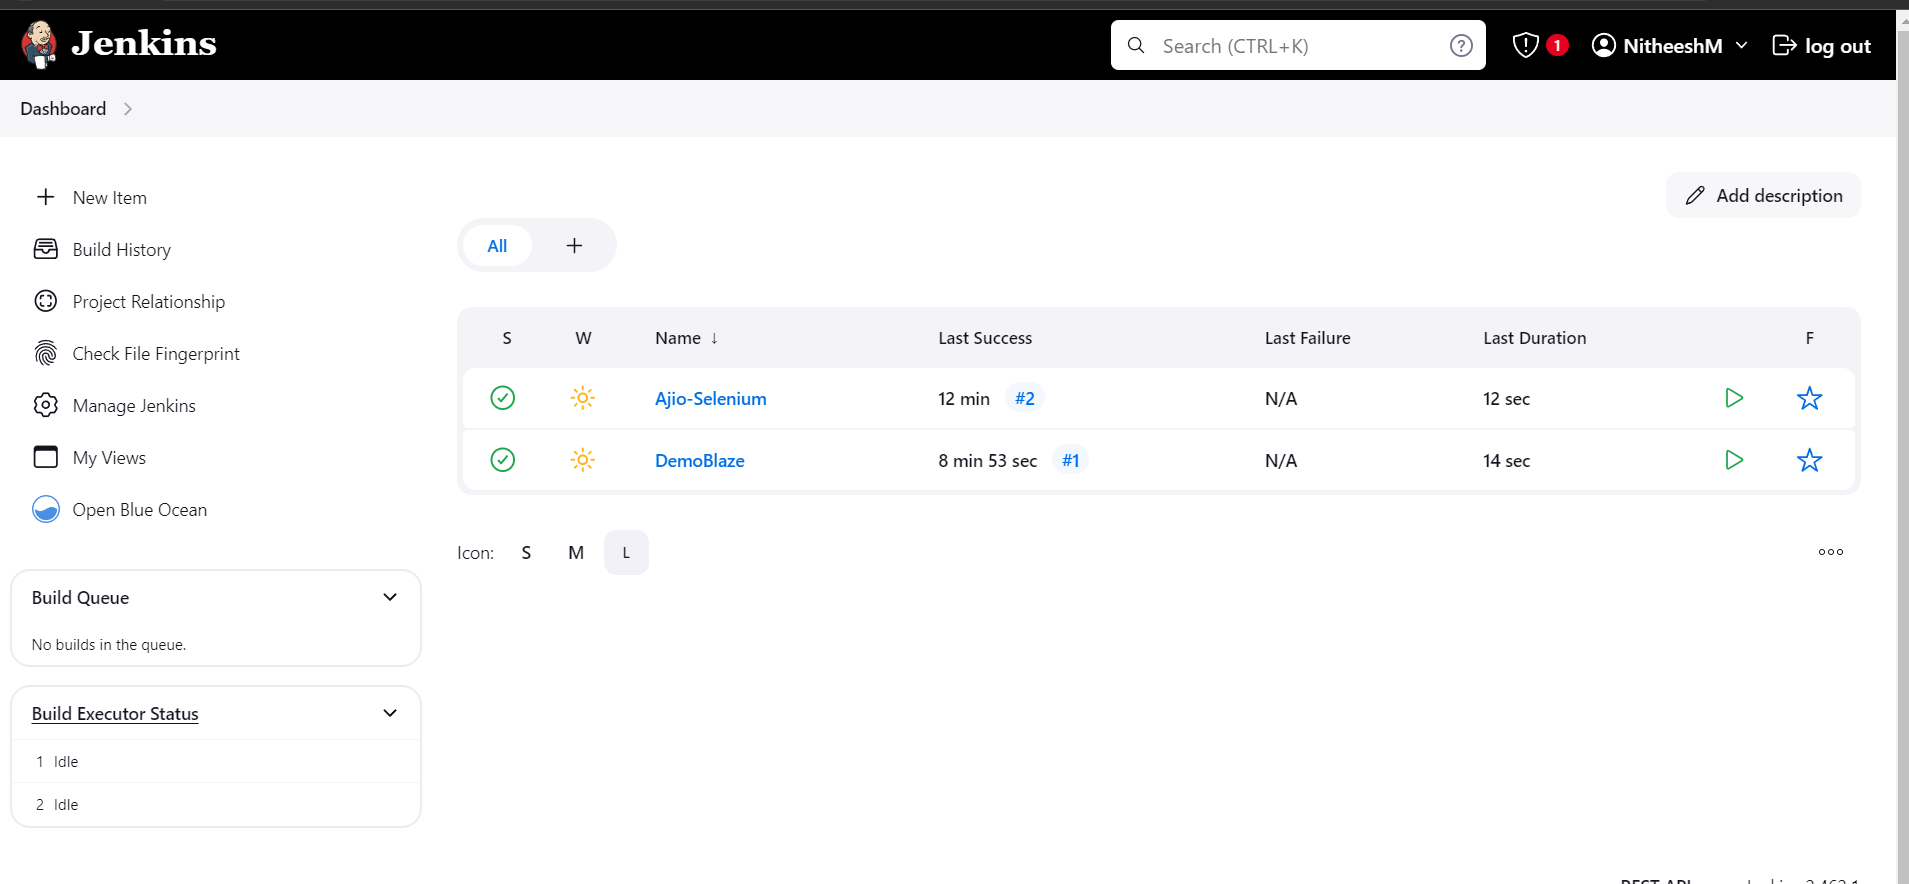 Jenkins
Search (CTRL+K)
1
NitheeshM
log out
Dashboard
New Item
Build History
Project Relationship
Check File Fingerprint
Manage Jenkins
My Views
Open Blue Ocean
Build Queue
No builds in the queue.
Build Executor Status
1 Idle
2 Idle
Add description
All +
S W Name ↓ Last Success Last Failure Last Duration F
Ajio-Selenium 12 min #2 N/A 12 sec
DemoBlaze 8 min 53 sec #1 N/A 14 sec
Icon: S M L
REST API